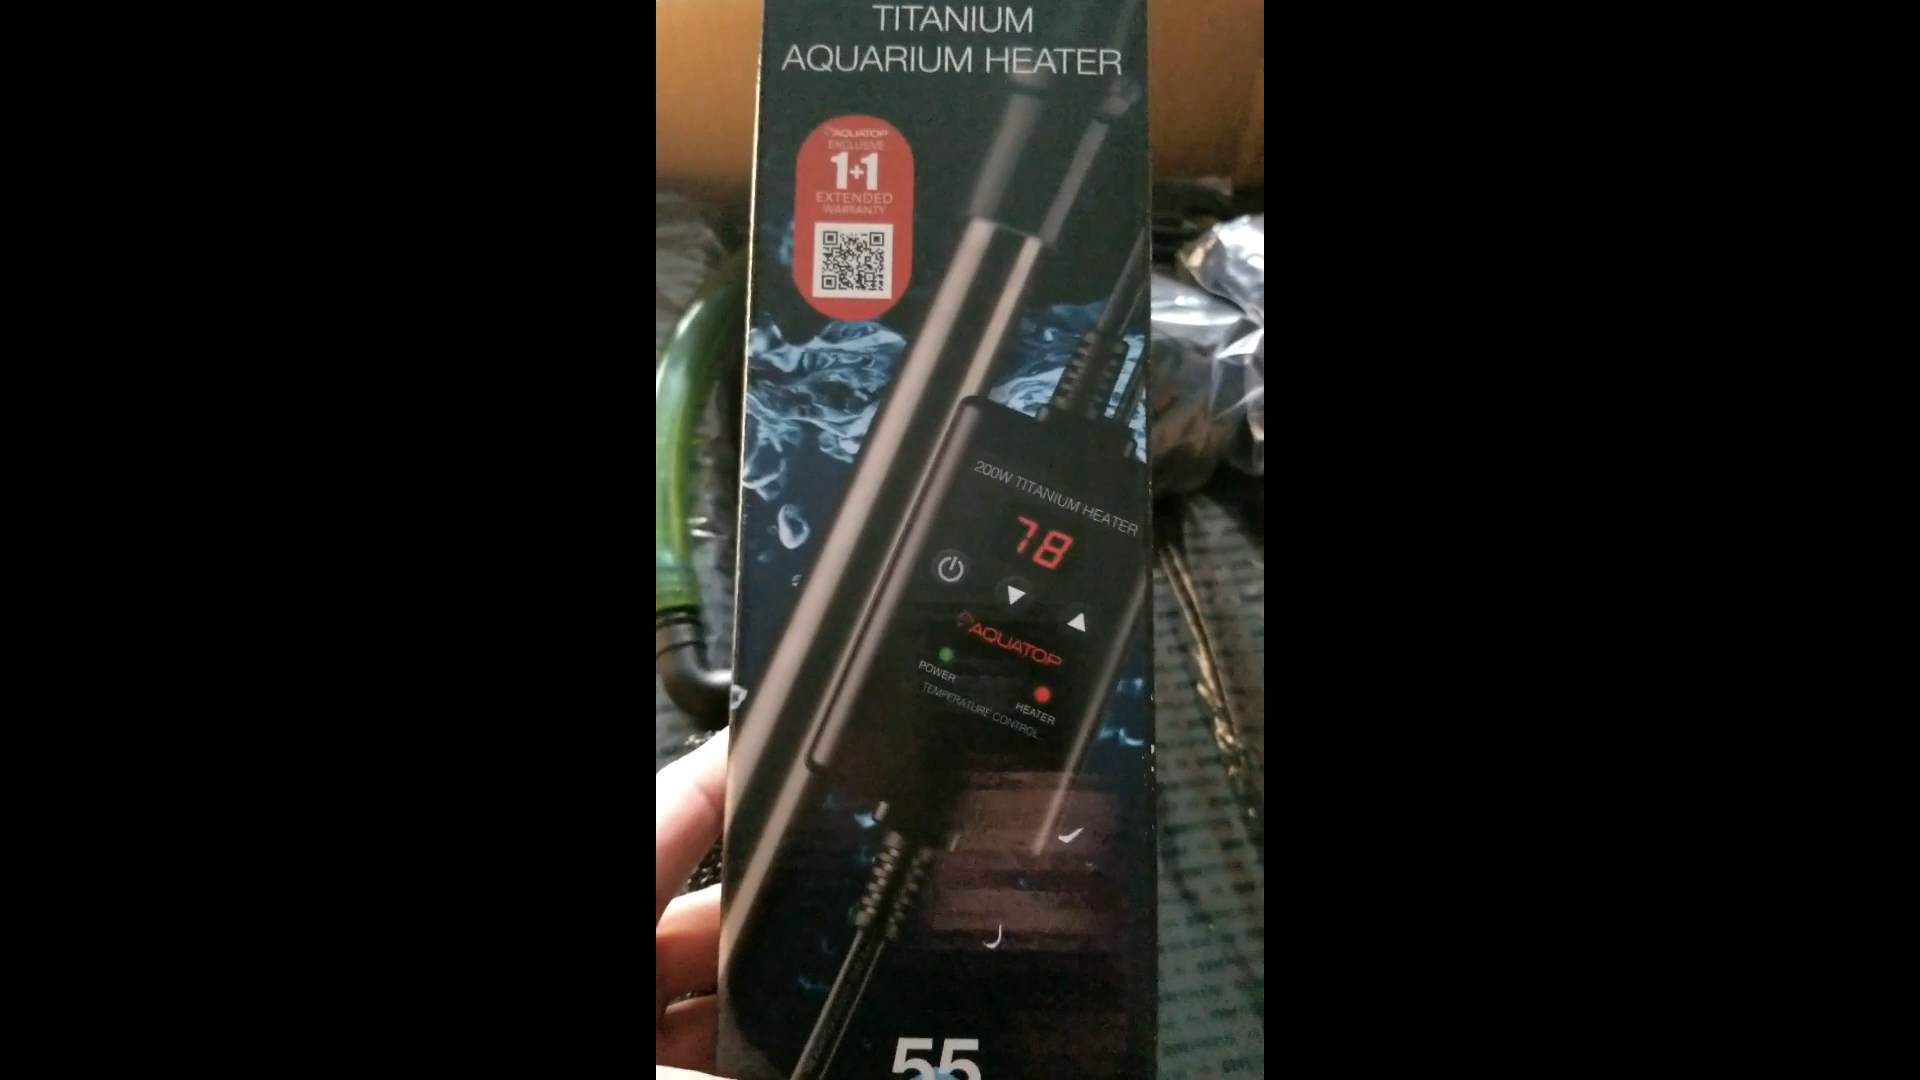 TITANIUM
AQUARIUM HEATER
AQUATOP
EXCLUSIVE
1+1
EXTENDED
WARRANTY
200W TITANIUM HEATER
78
AQUATOP
POWER
HEATER
TEMPERATURE CONTROL
55